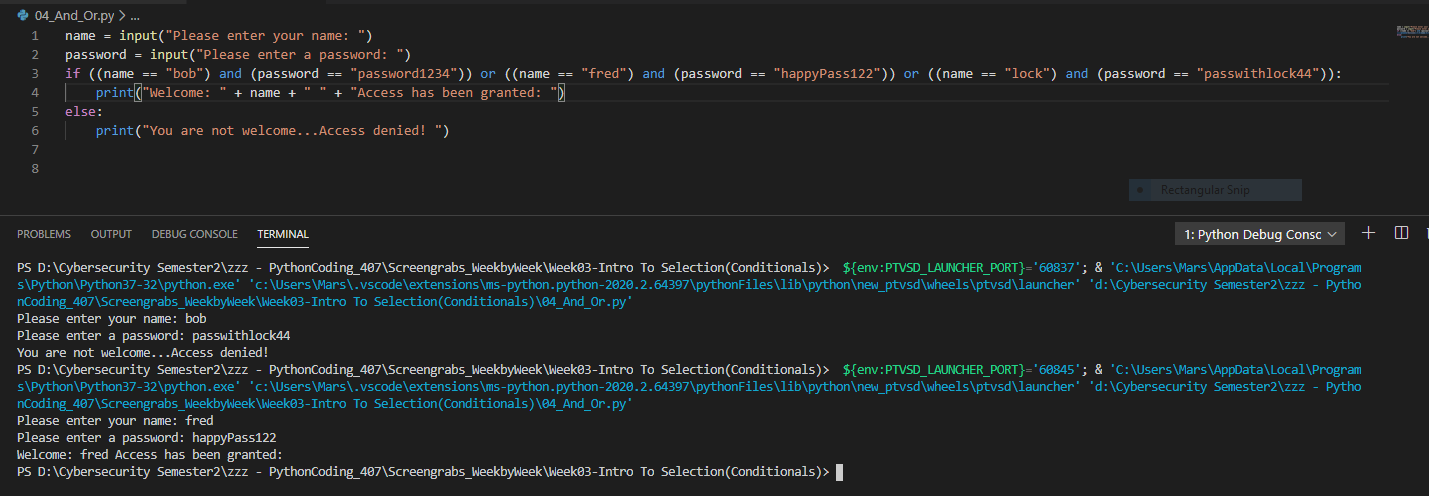 04_And_Or.py > ...
1 name = input("Please enter your name: ")
2 password = input("Please enter a password: ")
3 if ((name == "bob") and (password == "password1234")) or ((name == "fred") and (password == "happyPass122")) or ((name == "lock") and (password == "passwithlock44")):
4     print("Welcome: " + name + " " + "Access has been granted: ")
5 else:
6     print("You are not welcome...Access denied! ")
7
8
Rectangular Snip
PROBLEMS OUTPUT DEBUG CONSOLE TERMINAL 1: Python Debug Consc
PS D:\Cybersecurity Semester2\zzz - PythonCoding_407\Screengrabs_WeekbyWeek\Week03-Intro To Selection(Conditionals)>  ${env:PTVSD_LAUNCHER_PORT}='60837'; & 'C:\Users\Mars\AppData\Local\Program
s\Python\Python37-32\python.exe' 'c:\Users\Mars\.vscode\extensions\ms-python.python-2020.2.64397\pythonFiles\lib\python\new_ptvsd\wheels\ptvsd\launcher' 'd:\Cybersecurity Semester2\zzz - Pytho
nCoding_407\Screengrabs_WeekbyWeek\Week03-Intro To Selection(Conditionals)\04_And_Or.py'
Please enter your name: bob
Please enter a password: passwithlock44
You are not welcome...Access denied!
PS D:\Cybersecurity Semester2\zzz - PythonCoding_407\Screengrabs_WeekbyWeek\Week03-Intro To Selection(Conditionals)>  ${env:PTVSD_LAUNCHER_PORT}='60845'; & 'C:\Users\Mars\AppData\Local\Program
s\Python\Python37-32\python.exe' 'c:\Users\Mars\.vscode\extensions\ms-python.python-2020.2.64397\pythonFiles\lib\python\new_ptvsd\wheels\ptvsd\launcher' 'd:\Cybersecurity Semester2\zzz - Pytho
nCoding_407\Screengrabs_WeekbyWeek\Week03-Intro To Selection(Conditionals)\04_And_Or.py'
Please enter your name: fred
Please enter a password: happyPass122
Welcome: fred Access has been granted:
PS D:\Cybersecurity Semester2\zzz - PythonCoding_407\Screengrabs_WeekbyWeek\Week03-Intro To Selection(Conditionals)>